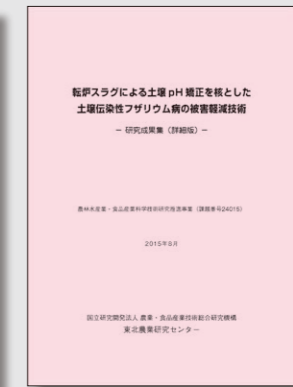 転炉スラグによる土壌 pH 矯正を核とした
土壌伝染性フザリウム病の被害軽減技術
－ 研究成果集（詳細版）－
農林水産業・食品産業科学技術研究推進事業（課題番号24015）
2015年8月
国立研究開発法人 農業・食品産業技術総合研究機構
東北農業研究センター